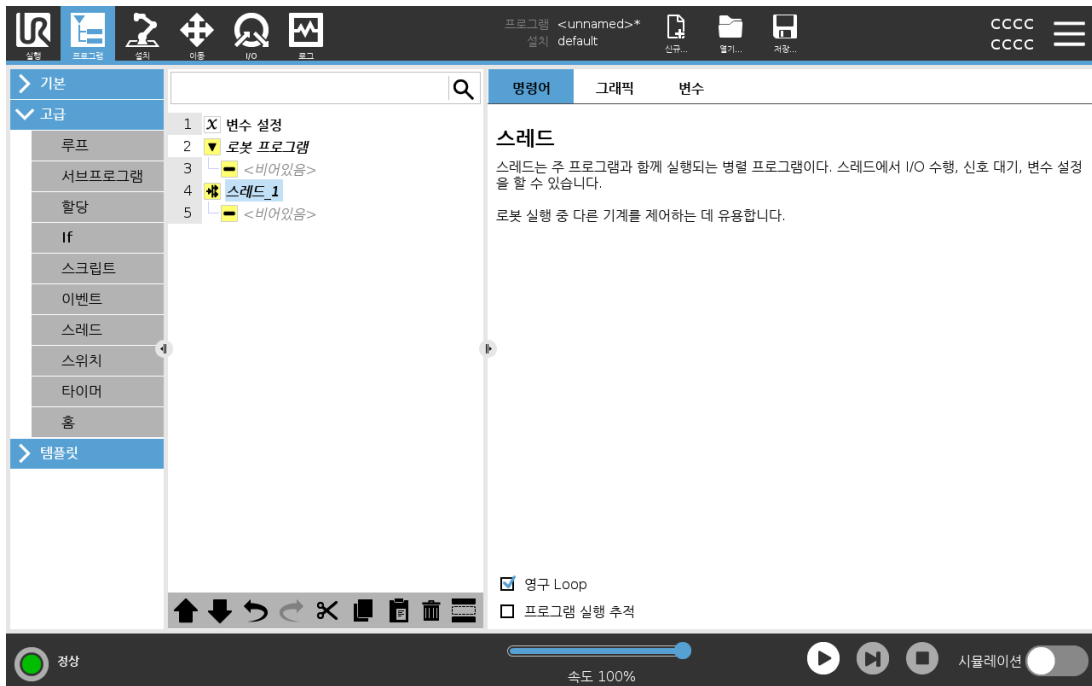 실행
프로그램
설치
이동
I/O
로그
프로그램 <unnamed>*
설치 default
신규...
열기...
저장...
CCCC
CCCC
기본
고급
루프
서브프로그램
할당
If
스크립트
이벤트
스레드
스위치
타이머
홈
템플릿
1 x 변수 설정
2 로봇 프로그램
3 <비어있음>
4 스레드_1
5 <비어있음>
명령어 그래픽 변수
스레드
스레드는 주 프로그램과 함께 실행되는 병렬 프로그램이다. 스레드에서 I/O 수행, 신호 대기, 변수 설정
을 할 수 있습니다.
로봇 실행 중 다른 기계를 제어하는 데 유용합니다.
영구 Loop
프로그램 실행 추적
정상
속도 100%
시뮬레이션